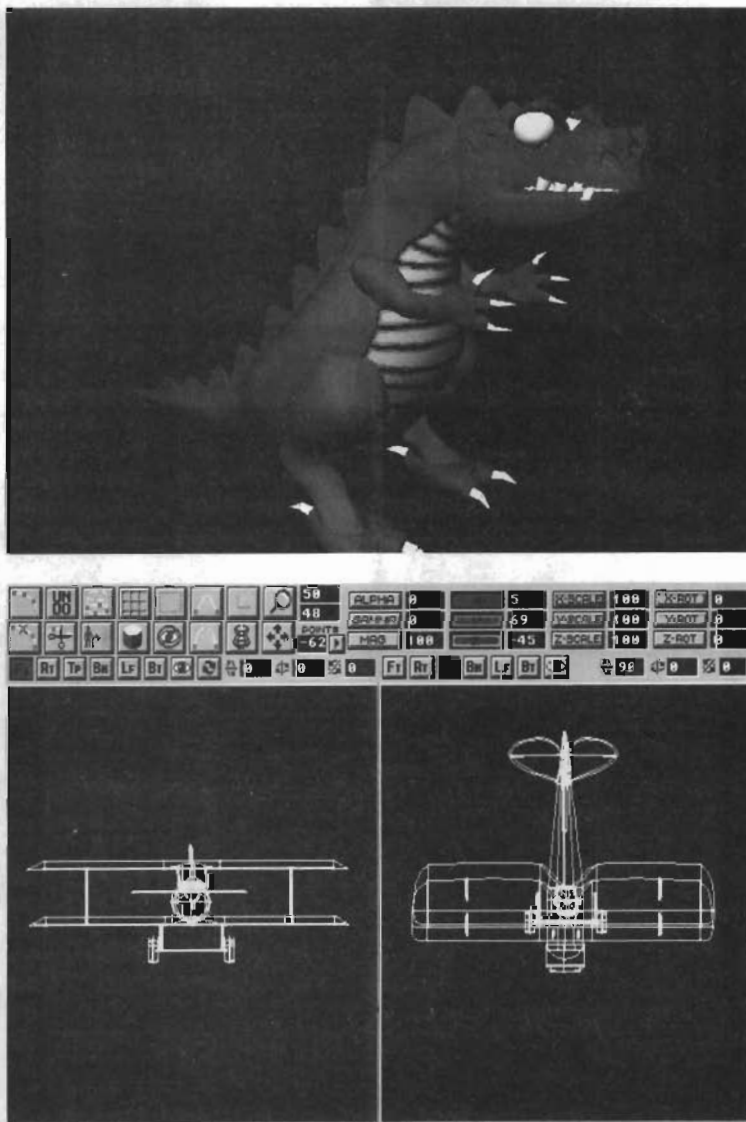 UN DO 50 ALPHA 0 5 X-SCALE 100 X-ROT 0
48 GAMMA 0 69 Y-SCALE 100 Y-ROT 0
POINTS -62 MAG 100 -45 Z-SCALE 100 Z-ROT 0
RT TP BK LF BT 0 0 0 FT RT BK LF BT 90 0 0